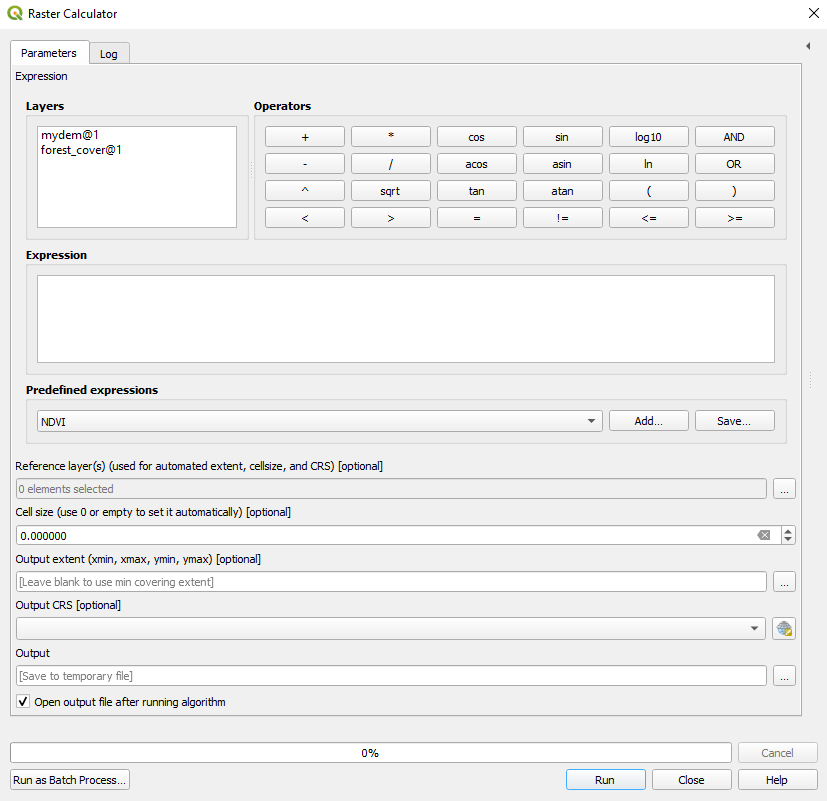 Raster Calculator
Parameters Log
Expression
Layers Operators
mydem@1
forest_cover@1
+ * cos sin log10 AND
- / acos asin ln OR
^ sqrt tan atan ( )
< > = != <= >=
Expression
Predefined expressions
NDVI Add... Save...
Reference layer(s) (used for automated extent, cellsize, and CRS) [optional]
0 elements selected ...
Cell size (use 0 or empty to set it automatically) [optional]
0.000000
Output extent (xmin, xmax, ymin, ymax) [optional]
[Leave blank to use min covering extent] ...
Output CRS [optional]
Output
[Save to temporary file] ...
Open output file after running algorithm
0% Cancel
Run as Batch Process... Run Close Help